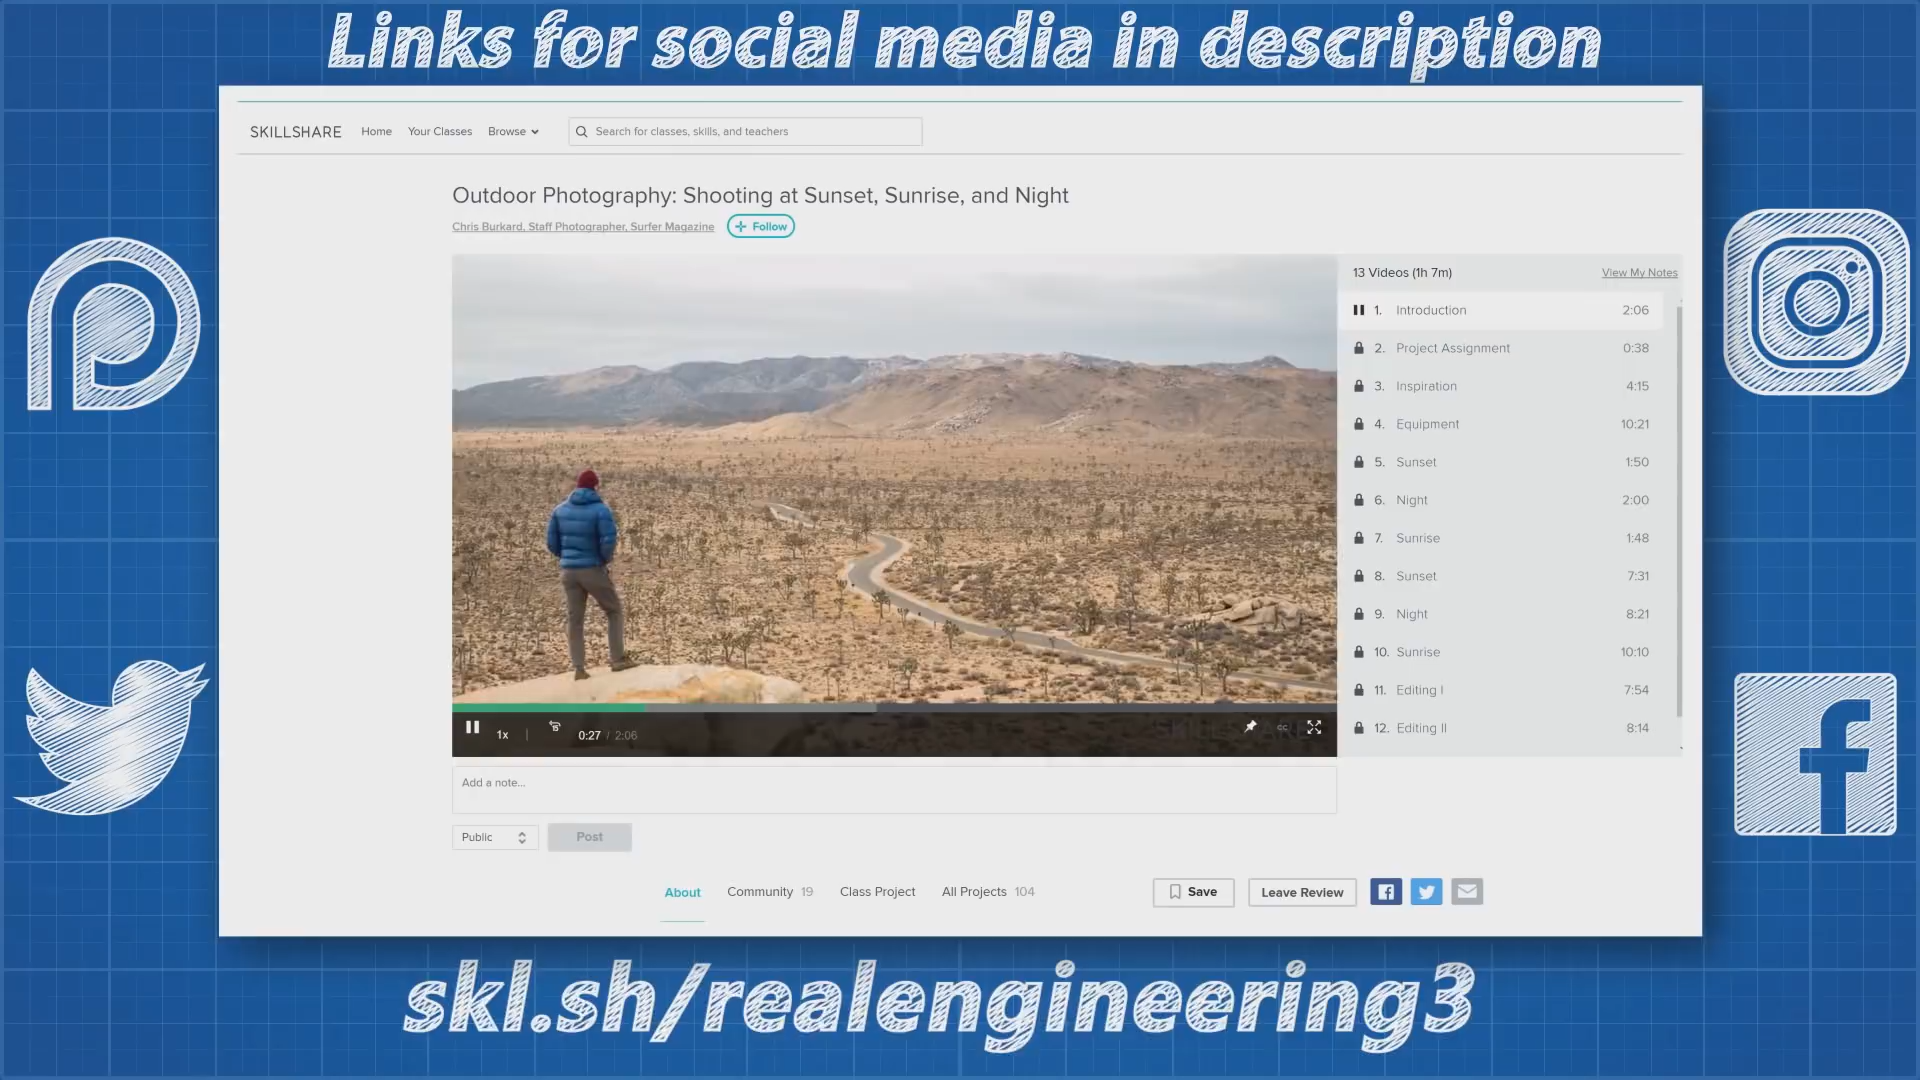 Links for social media in description
SKILLSHARE Home Your Classes Browse Search for classes, skills, and teachers
Outdoor Photography: Shooting at Sunset, Sunrise, and Night
Chris Burkard, Staff Photographer, Surfer Magazine Follow
13 Videos (1h 7m) View My Notes
1. Introduction 2:06
2. Project Assignment 0:38
3. Inspiration 4:15
4. Equipment 10:21
5. Sunset 1:50
6. Night 2:00
7. Sunrise 1:48
8. Sunset 7:31
9. Night 8:21
10. Sunrise 10:10
11. Editing I 7:54
12. Editing II 8:14
1x 15 0:27 / 2:06 SKILLSHARE CC
Add a note...
Public Post
About Community 19 Class Project All Projects 104 Save Leave Review
skl.sh/realengineering3